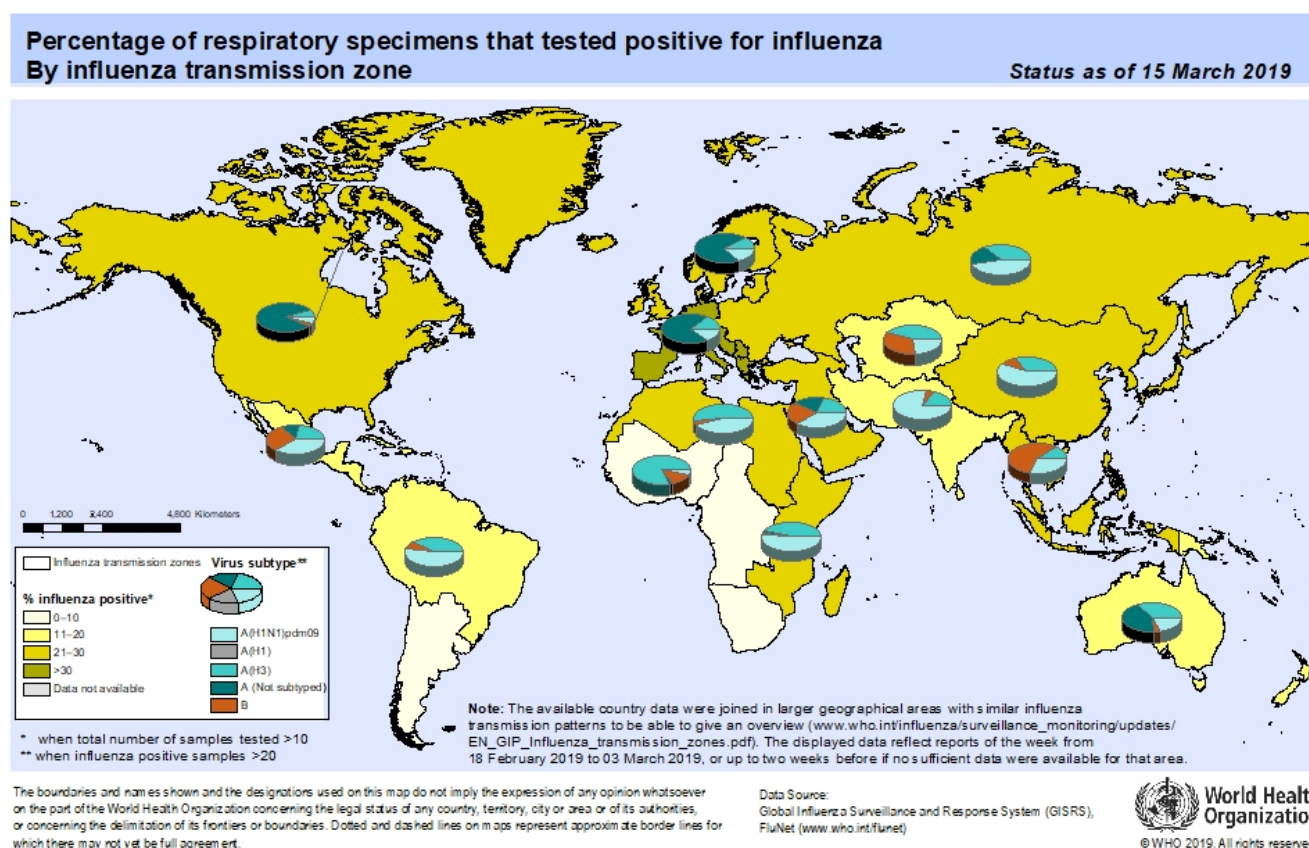 Percentage of respiratory specimens that tested positive for influenza
By influenza transmission zone
Status as of 15 March 2019
0 1,200 2,400 4,800 Kilometers
Influenza transmission zones
Virus subtype**
% influenza positive*
0–10
11–20
21–30
>30
Data not available
A(H1N1)pdm09
A(H1)
A(H3)
A (Not subtyped)
B
* when total number of samples tested >10
** when influenza positive samples >20
Note: The available country data were joined in larger geographical areas with similar influenza
transmission patterns to be able to give an overview (www.who.int/influenza/surveillance_monitoring/updates/
EN_GIP_Influenza_transmission_zones.pdf). The displayed data reflect reports of the week from
18 February 2019 to 03 March 2019, or up to two weeks before if no sufficient data were available for that area.
The boundaries and names shown and the designations used on this map do not imply the expression of any opinion whatsoever
on the part of the World Health Organization concerning the legal status of any country, territory, city or area or of its authorities,
or concerning the delimitation of its frontiers or boundaries. Dotted and dashed lines on maps represent approximate border lines for
which there may not yet be full agreement.
Data Source:
Global Influenza Surveillance and Response System (GISRS),
FluNet (www.who.int/flunet)
World Healt
Organizatio
© WHO 2019. All rights reserve